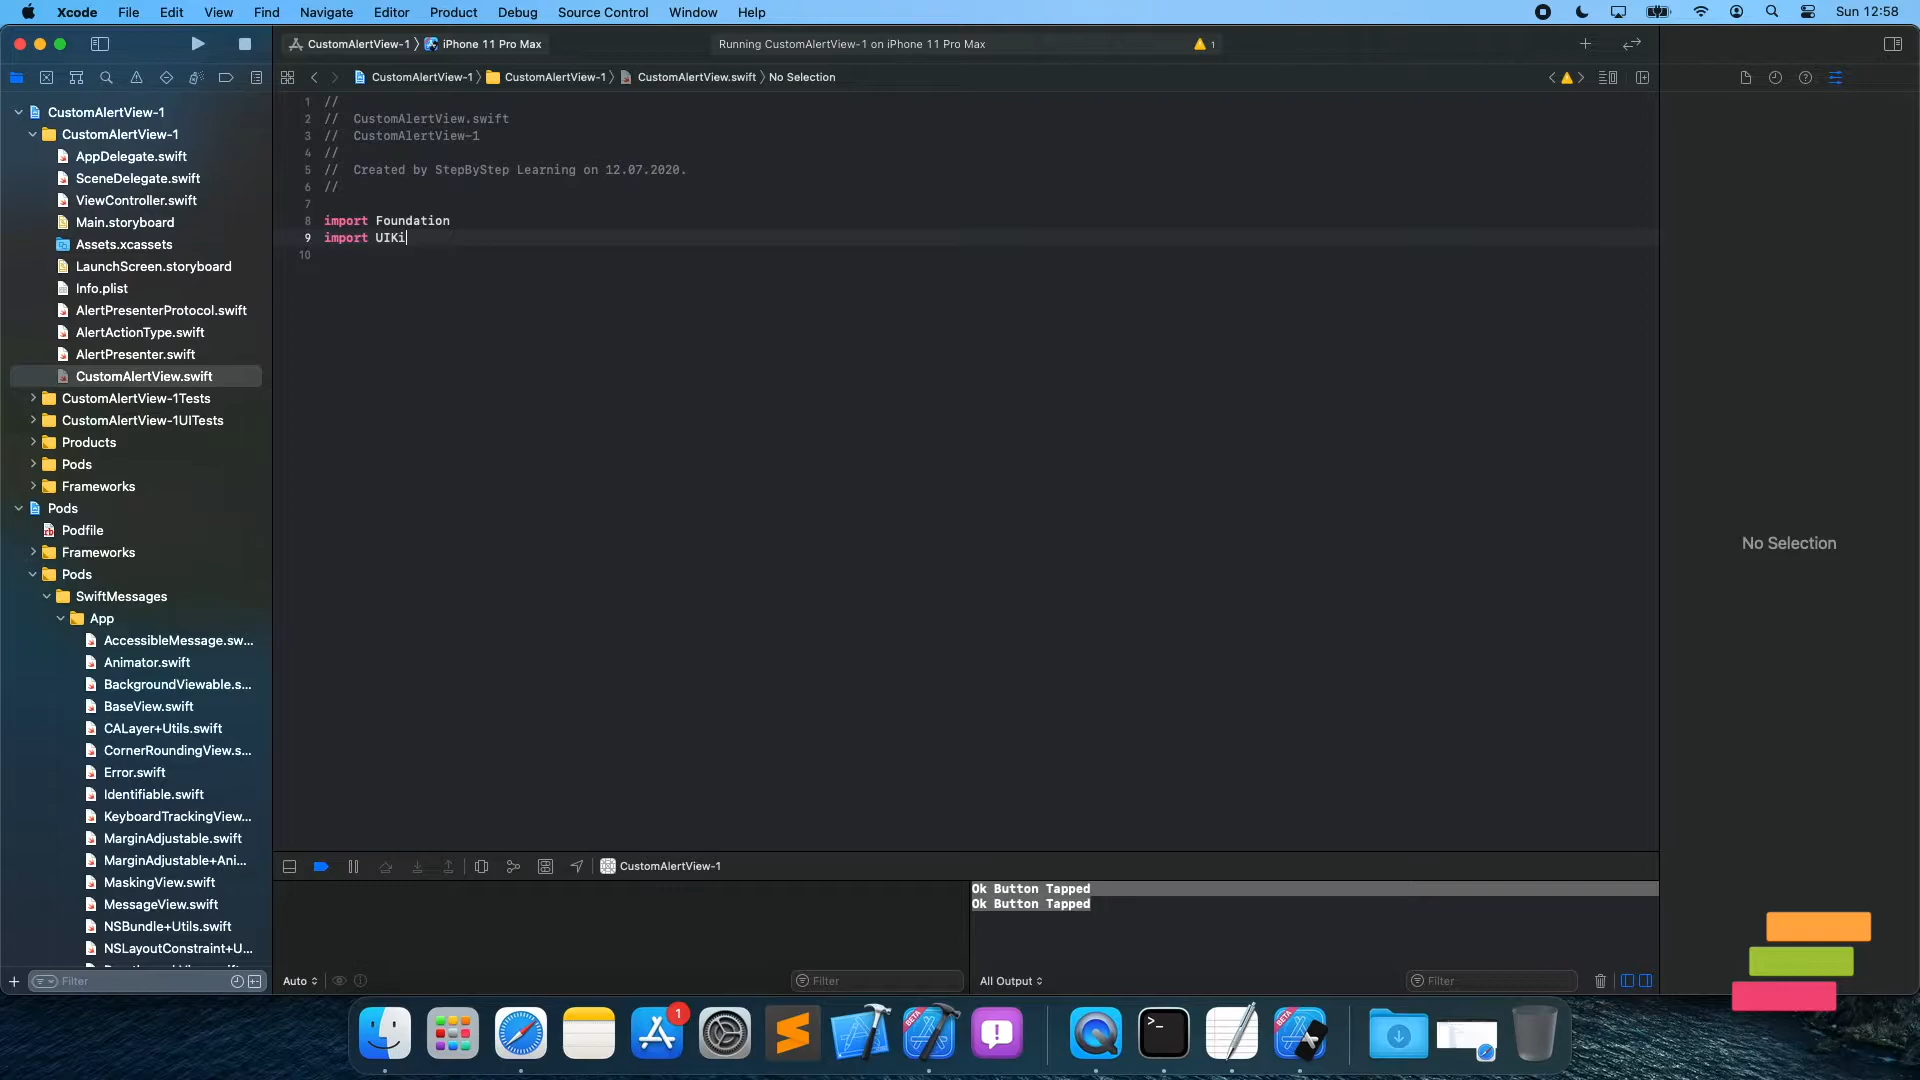 Xcode File Edit View Find Navigate Editor Product Debug Source Control Window Help Sun 12:58
CustomAlertView-1 iPhone 11 Pro Max Running CustomAlertView-1 on iPhone 11 Pro Max 1
CustomAlertView-1 CustomAlertView-1 CustomAlertView.swift No Selection
CustomAlertView-1
CustomAlertView-1
AppDelegate.swift
SceneDelegate.swift
ViewController.swift
Main.storyboard
Assets.xcassets
LaunchScreen.storyboard
Info.plist
AlertPresenterProtocol.swift
AlertActionType.swift
AlertPresenter.swift
CustomAlertView.swift
CustomAlertView-1Tests
CustomAlertView-1UITests
Products
Pods
Frameworks
Pods
Podfile
Frameworks
Pods
SwiftMessages
App
AccessibleMessage.sw...
Animator.swift
BackgroundViewable.s...
BaseView.swift
CALayer+Utils.swift
CornerRoundingView.s...
Error.swift
Identifiable.swift
KeyboardTrackingView...
MarginAdjustable.swift
MarginAdjustable+Ani...
MaskingView.swift
MessageView.swift
NSBundle+Utils.swift
NSLayoutConstraint+U...
Filter
1 //
2 // CustomAlertView.swift
3 // CustomAlertView-1
4 //
5 // Created by StepByStep Learning on 12.07.2020.
6 //
7
8 import Foundation
9 import UIKi
10
No Selection
CustomAlertView-1
Ok Button Tapped
Ok Button Tapped
Auto Filter All Output Filter
1
BETA
BETA